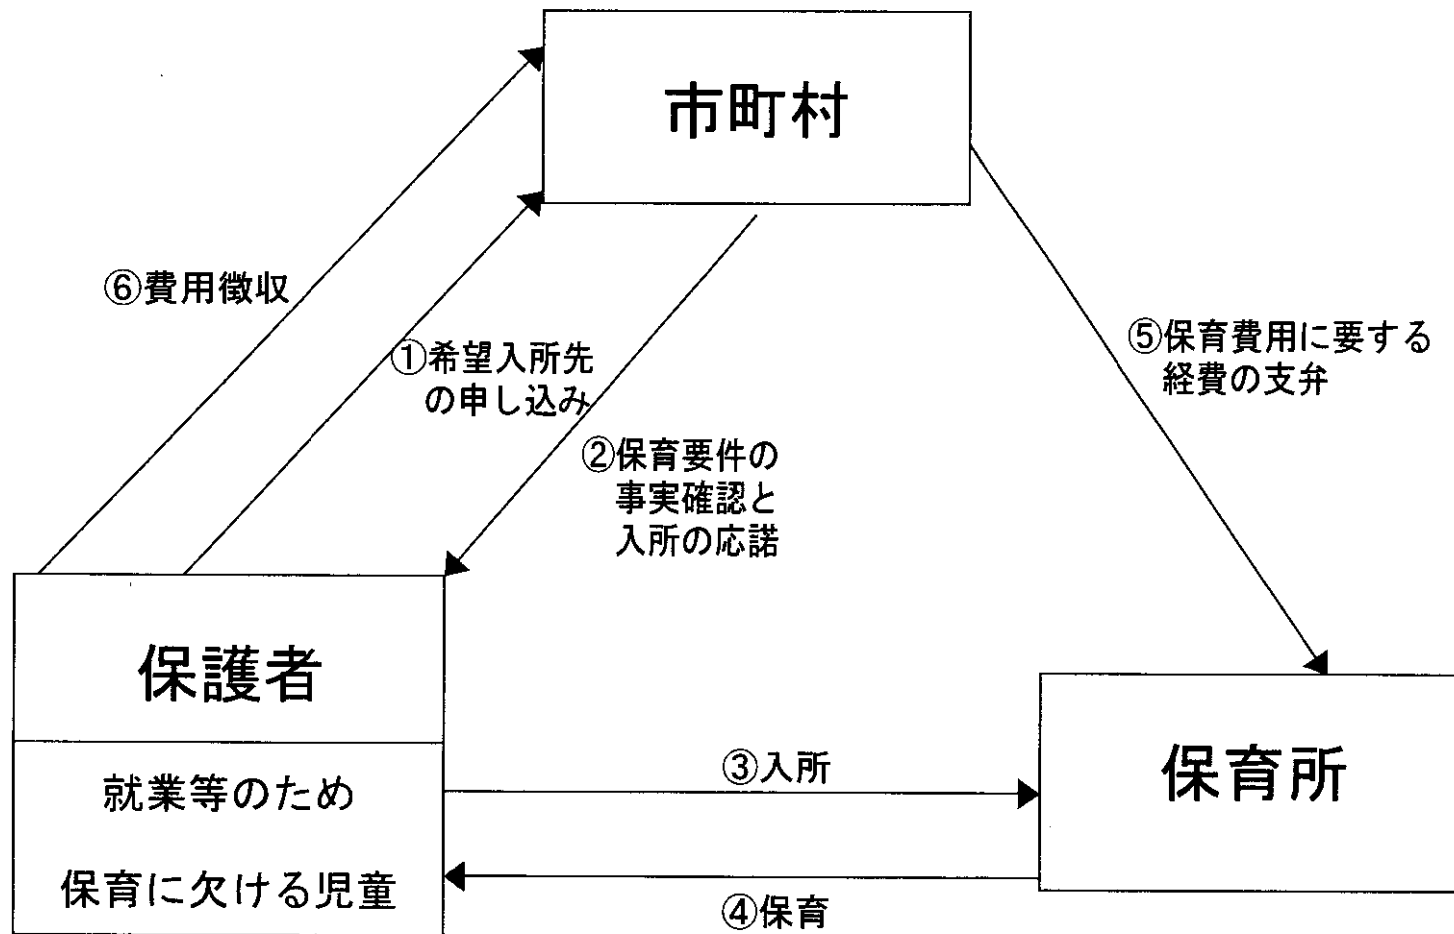 市町村
⑥費用徴収
①希望入所先
の申し込み
⑤保育費用に要する
経費の支弁
②保育要件の
事実確認と
入所の応諾
保護者
就業等のため
保育に欠ける児童
③入所
④保育
保育所